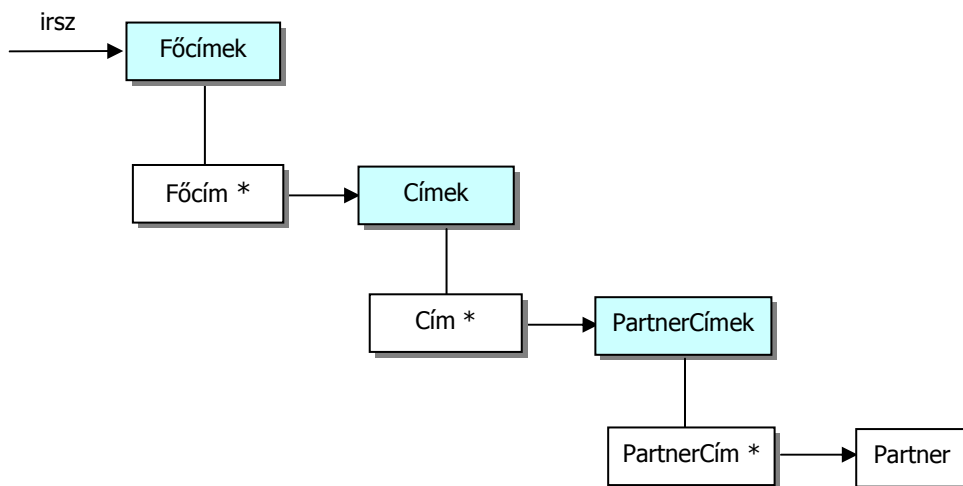 irsz
Főcímek
Főcím *
Címek
Cím *
PartnerCímek
PartnerCím *
Partner